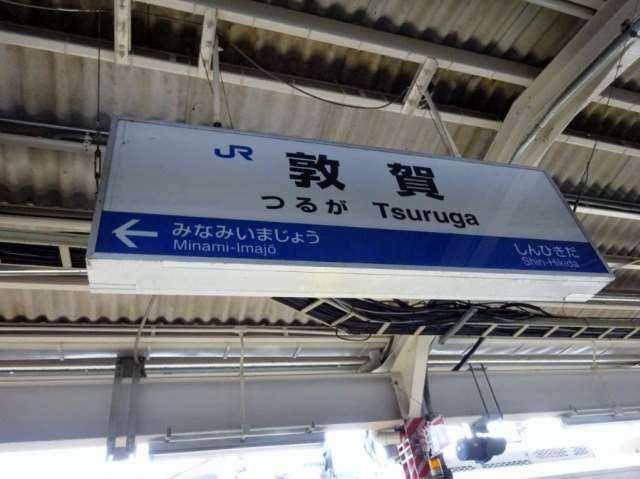 JR 敦賀
つるが Tsuruga
みなみいまじょう
Minami-Imajō
しんひきだ
Shin-Hikida